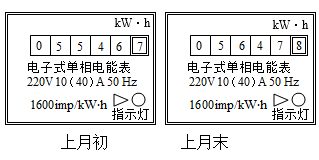 kW·h
0 5 5 4 6 7
电子式单相电能表
220V 10(40)A 50 Hz
1600imp/kW·h
指示灯
上月初
kW·h
0 5 5 4 7 8
电子式单相电能表
220V 10(40)A 50 Hz
1600imp/kW·h
指示灯
上月末